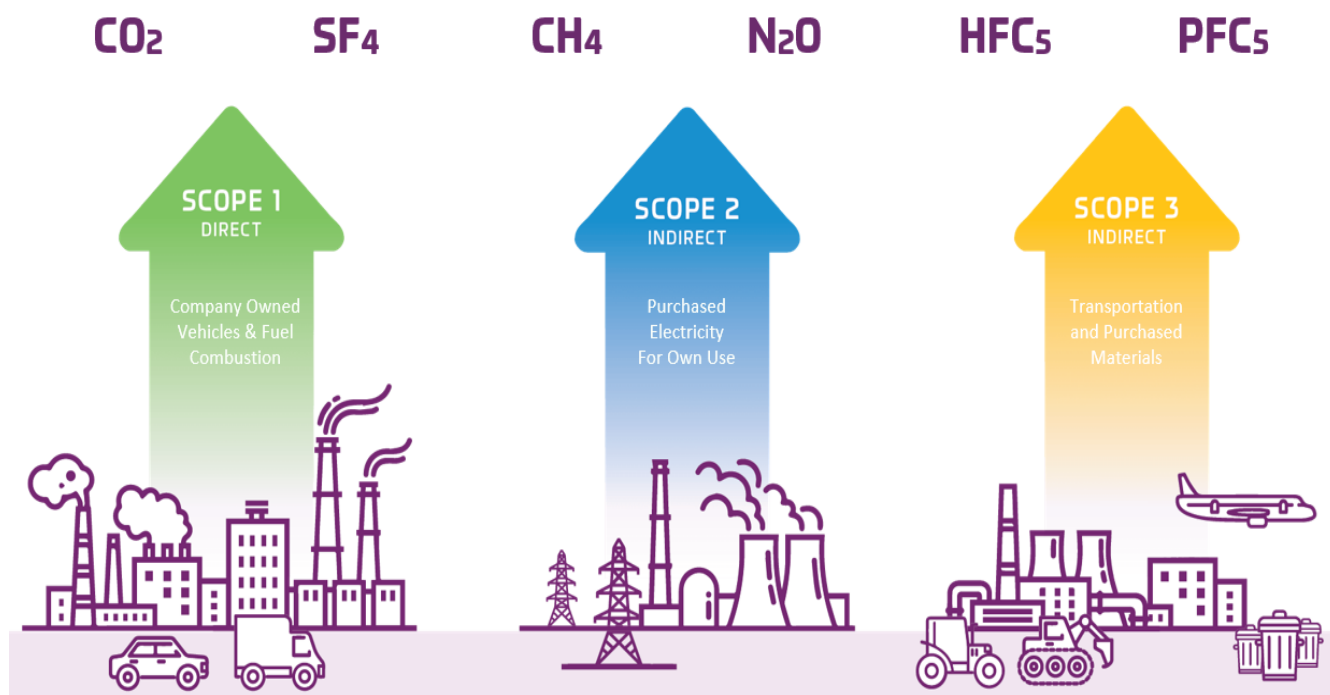 CO₂ SF₄ CH₄ N₂O HFC₅ PFC₅
SCOPE 1
DIRECT
Company Owned
Vehicles & Fuel
Combustion
SCOPE 2
INDIRECT
Purchased
Electricity
For Own Use
SCOPE 3
INDIRECT
Transportation
and Purchased
Materials